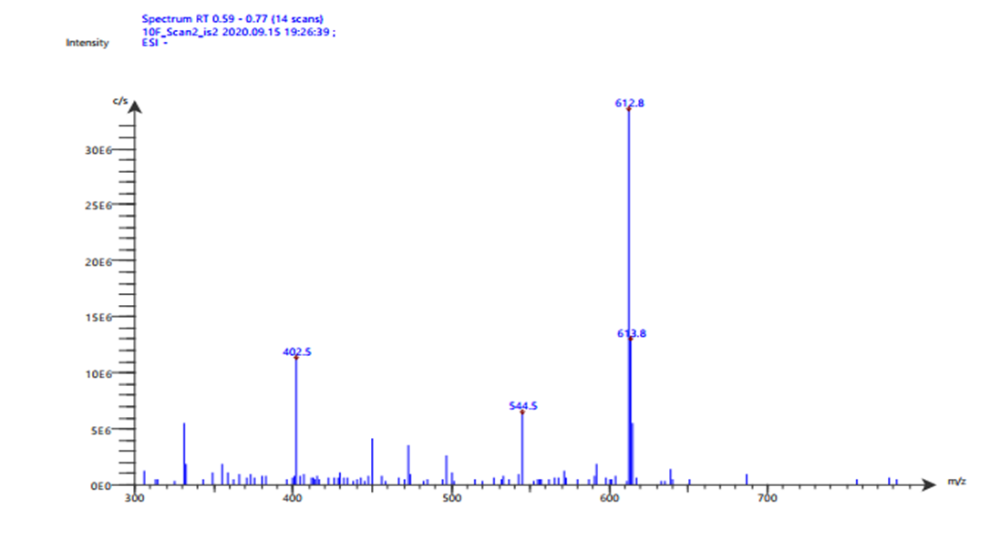 Spectrum RT 0.59 - 0.77 (14 scans)
10F_Scan2_is2 2020.09.15 19:26:39 ;
Intensity ESI -
c/s
612.8
30E6
25E6
20E6
15E6
613.8
402.5
10E6
544.5
5E6
0E0
m/z
300 400 500 600 700